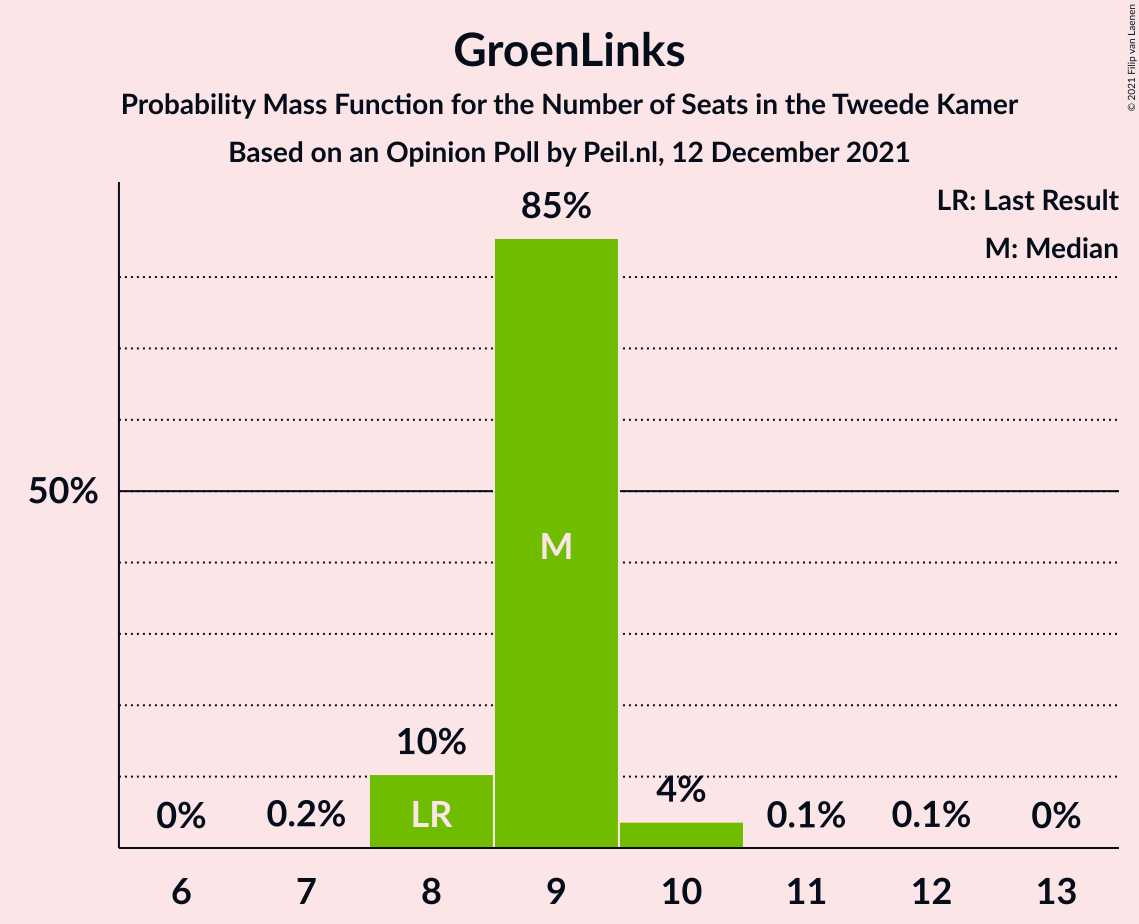 GroenLinks
Probability Mass Function for the Number of Seats in the Tweede Kamer
Based on an Opinion Poll by Peil.nl, 12 December 2021
© 2021 Filip van Laenen
LR: Last Result
M: Median
85%
50%
M
10%
LR
4%
0%
0.2%
0.1%
0.1%
0%
6
7
8
9
10
11
12
13